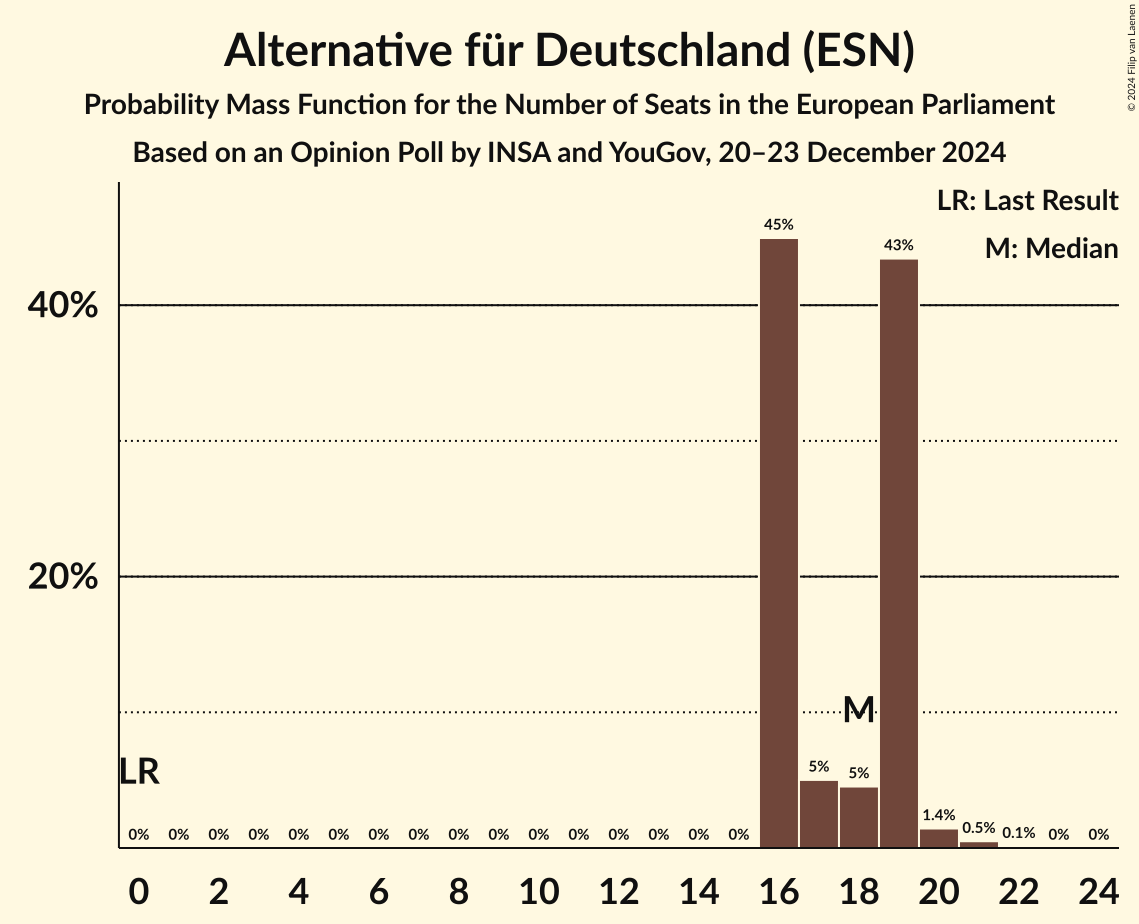 Alternative für Deutschland (ESN)
Probability Mass Function for the Number of Seats in the European Parliament
Based on an Opinion Poll by INSA and YouGov, 20–23 December 2024
© 2024 Filip van Laenen
LR: Last Result
M: Median
45%
43%
40%
20%
M
LR
5%
5%
1.4%
0.5%
0.1%
0% 0% 0% 0% 0% 0% 0% 0% 0% 0% 0% 0% 0% 0% 0% 0% 0% 0%
0 2 4 6 8 10 12 14 16 18 20 22 24